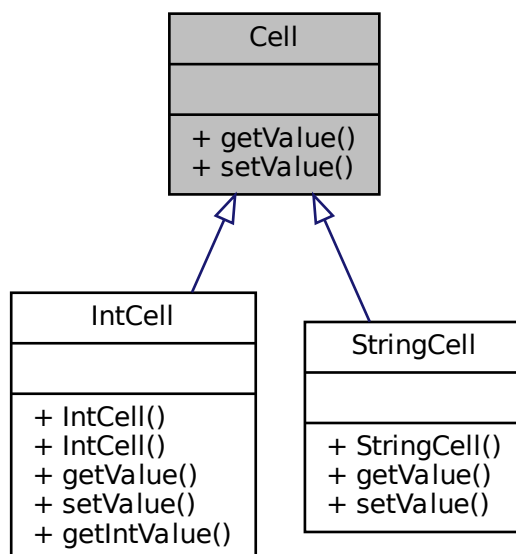 Cell
+ getValue()
+ setValue()
IntCell
+ IntCell()
+ IntCell()
+ getValue()
+ setValue()
+ getIntValue()
StringCell
+ StringCell()
+ getValue()
+ setValue()